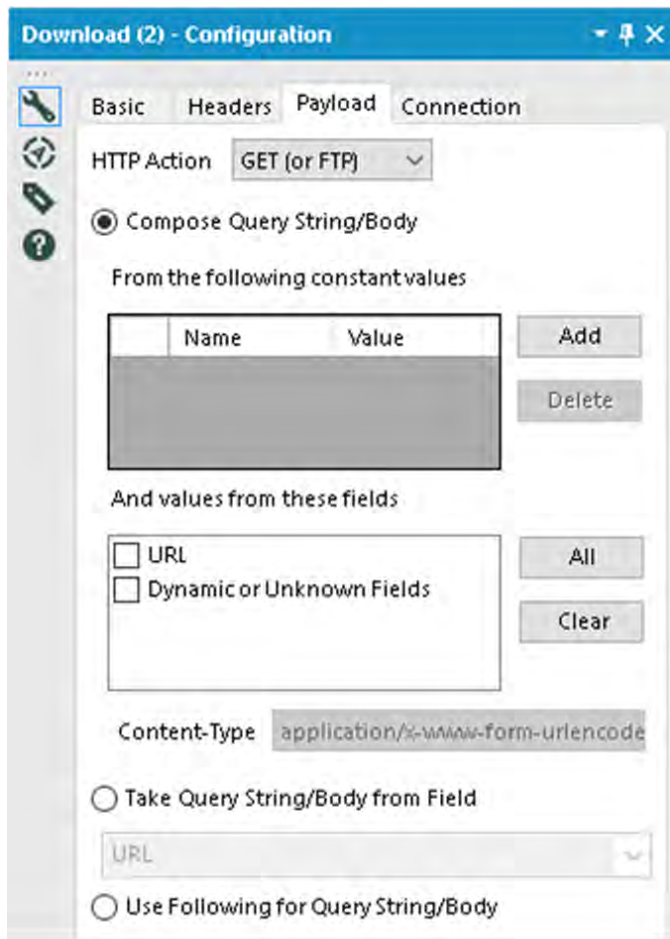 Download (2) - Configuration
Basic Headers Payload Connection
HTTP Action GET (or FTP)
Compose Query String/Body
From the following constant values
Name Value
Add
Delete
And values from these fields
URL
Dynamic or Unknown Fields
All
Clear
Content-Type application/x-www-form-urlencode
Take Query String/Body from Field
URL
Use Following for Query String/Body